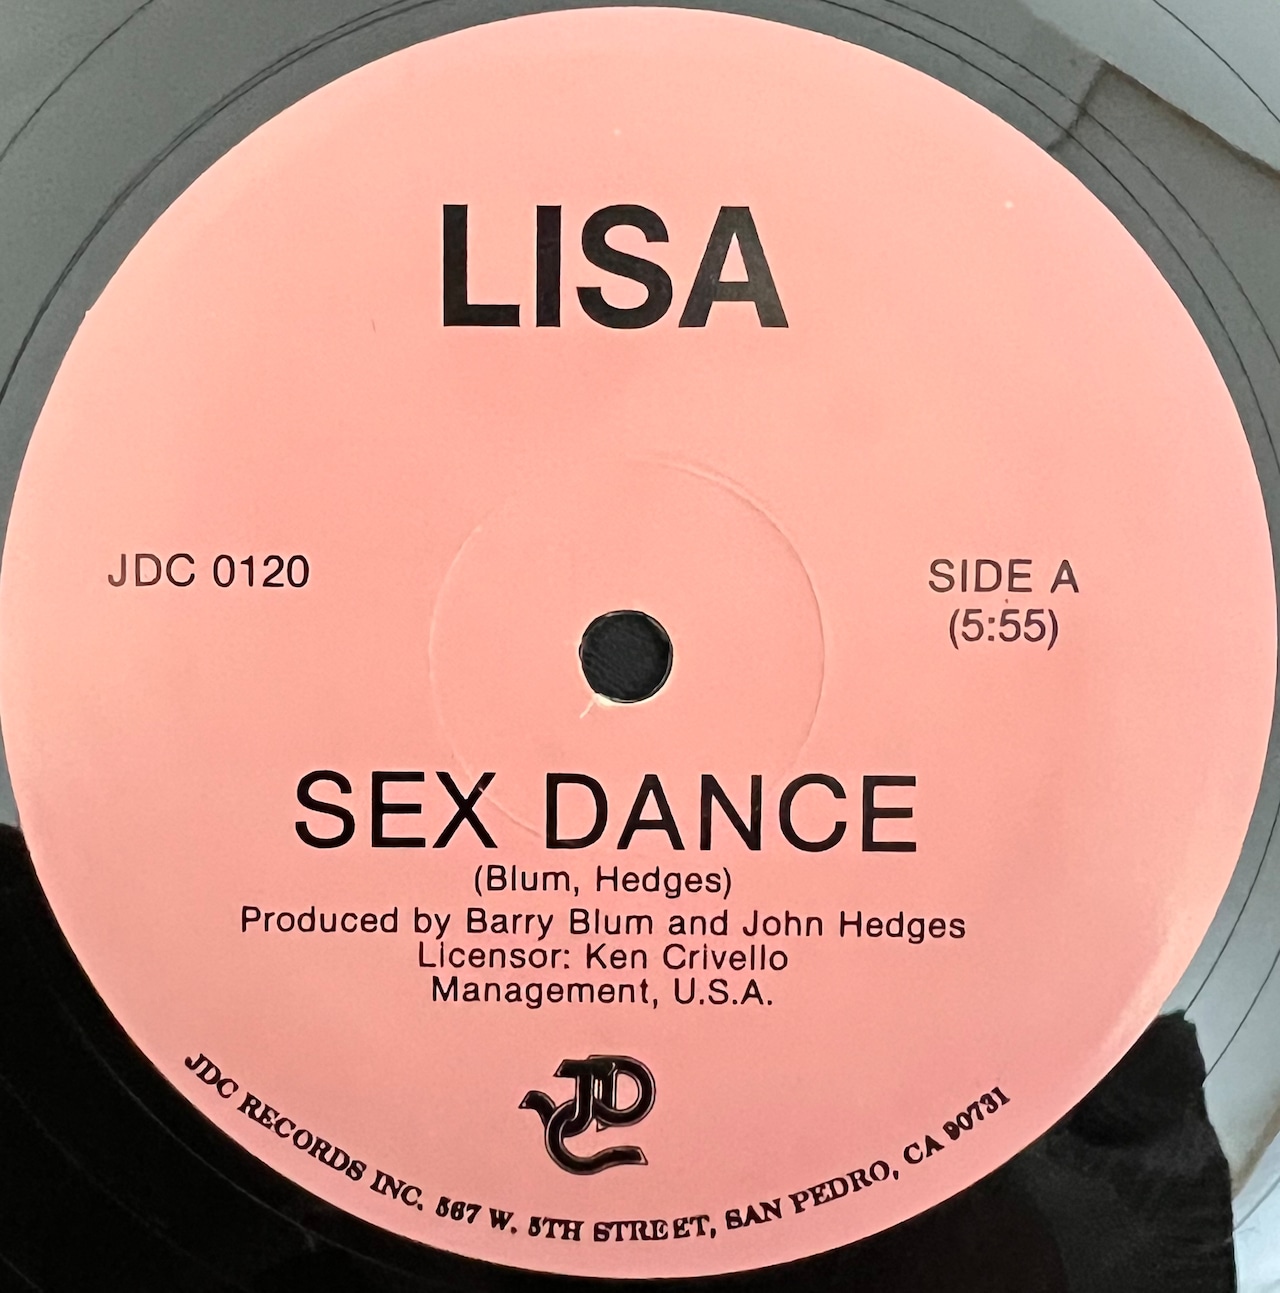 LISA
JDC 0120
SIDE A
(5:55)
SEX DANCE
(Blum, Hedges)
Produced by Barry Blum and John Hedges
Licensor: Ken Crivello
Management, U.S.A.
JDC
JDC RECORDS INC. 567 W. 5TH STREET, SAN PEDRO, CA 90731